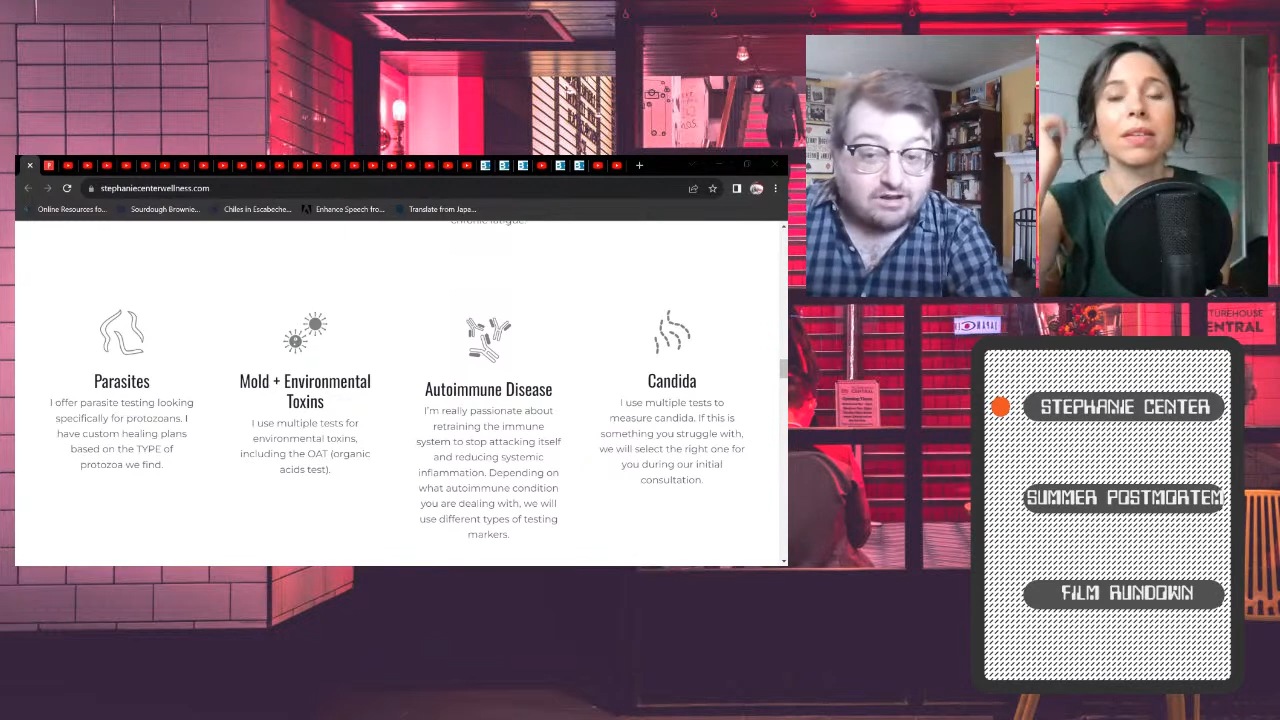 stephaniecenterwellness.com
Online Resources fo...
Sourdough Brownie...
Chiles in Escabeche...
Enhance Speech fro...
Translate from Japa...
chronic fatigue.
Parasites
I offer parasite testing looking
specifically for protozoans. I
have custom healing plans
based on the TYPE of
protozoa we find.
Mold + Environmental
Toxins
I use multiple tests for
environmental toxins,
including the OAT (organic
acids test).
Autoimmune Disease
I'm really passionate about
retraining the immune
system to stop attacking itself
and reducing systemic
inflammation. Depending on
what autoimmune condition
you are dealing with, we will
use different types of testing
markers.
Candida
I use multiple tests to
measure candida. If this is
something you struggle with,
we will select the right one for
you during our initial
consultation.
TUREHOUSE
ENTRAL
CENTRAL
STEPHANIE CENTER
SUMMER POSTMORTEM
FILM RUNDOWN